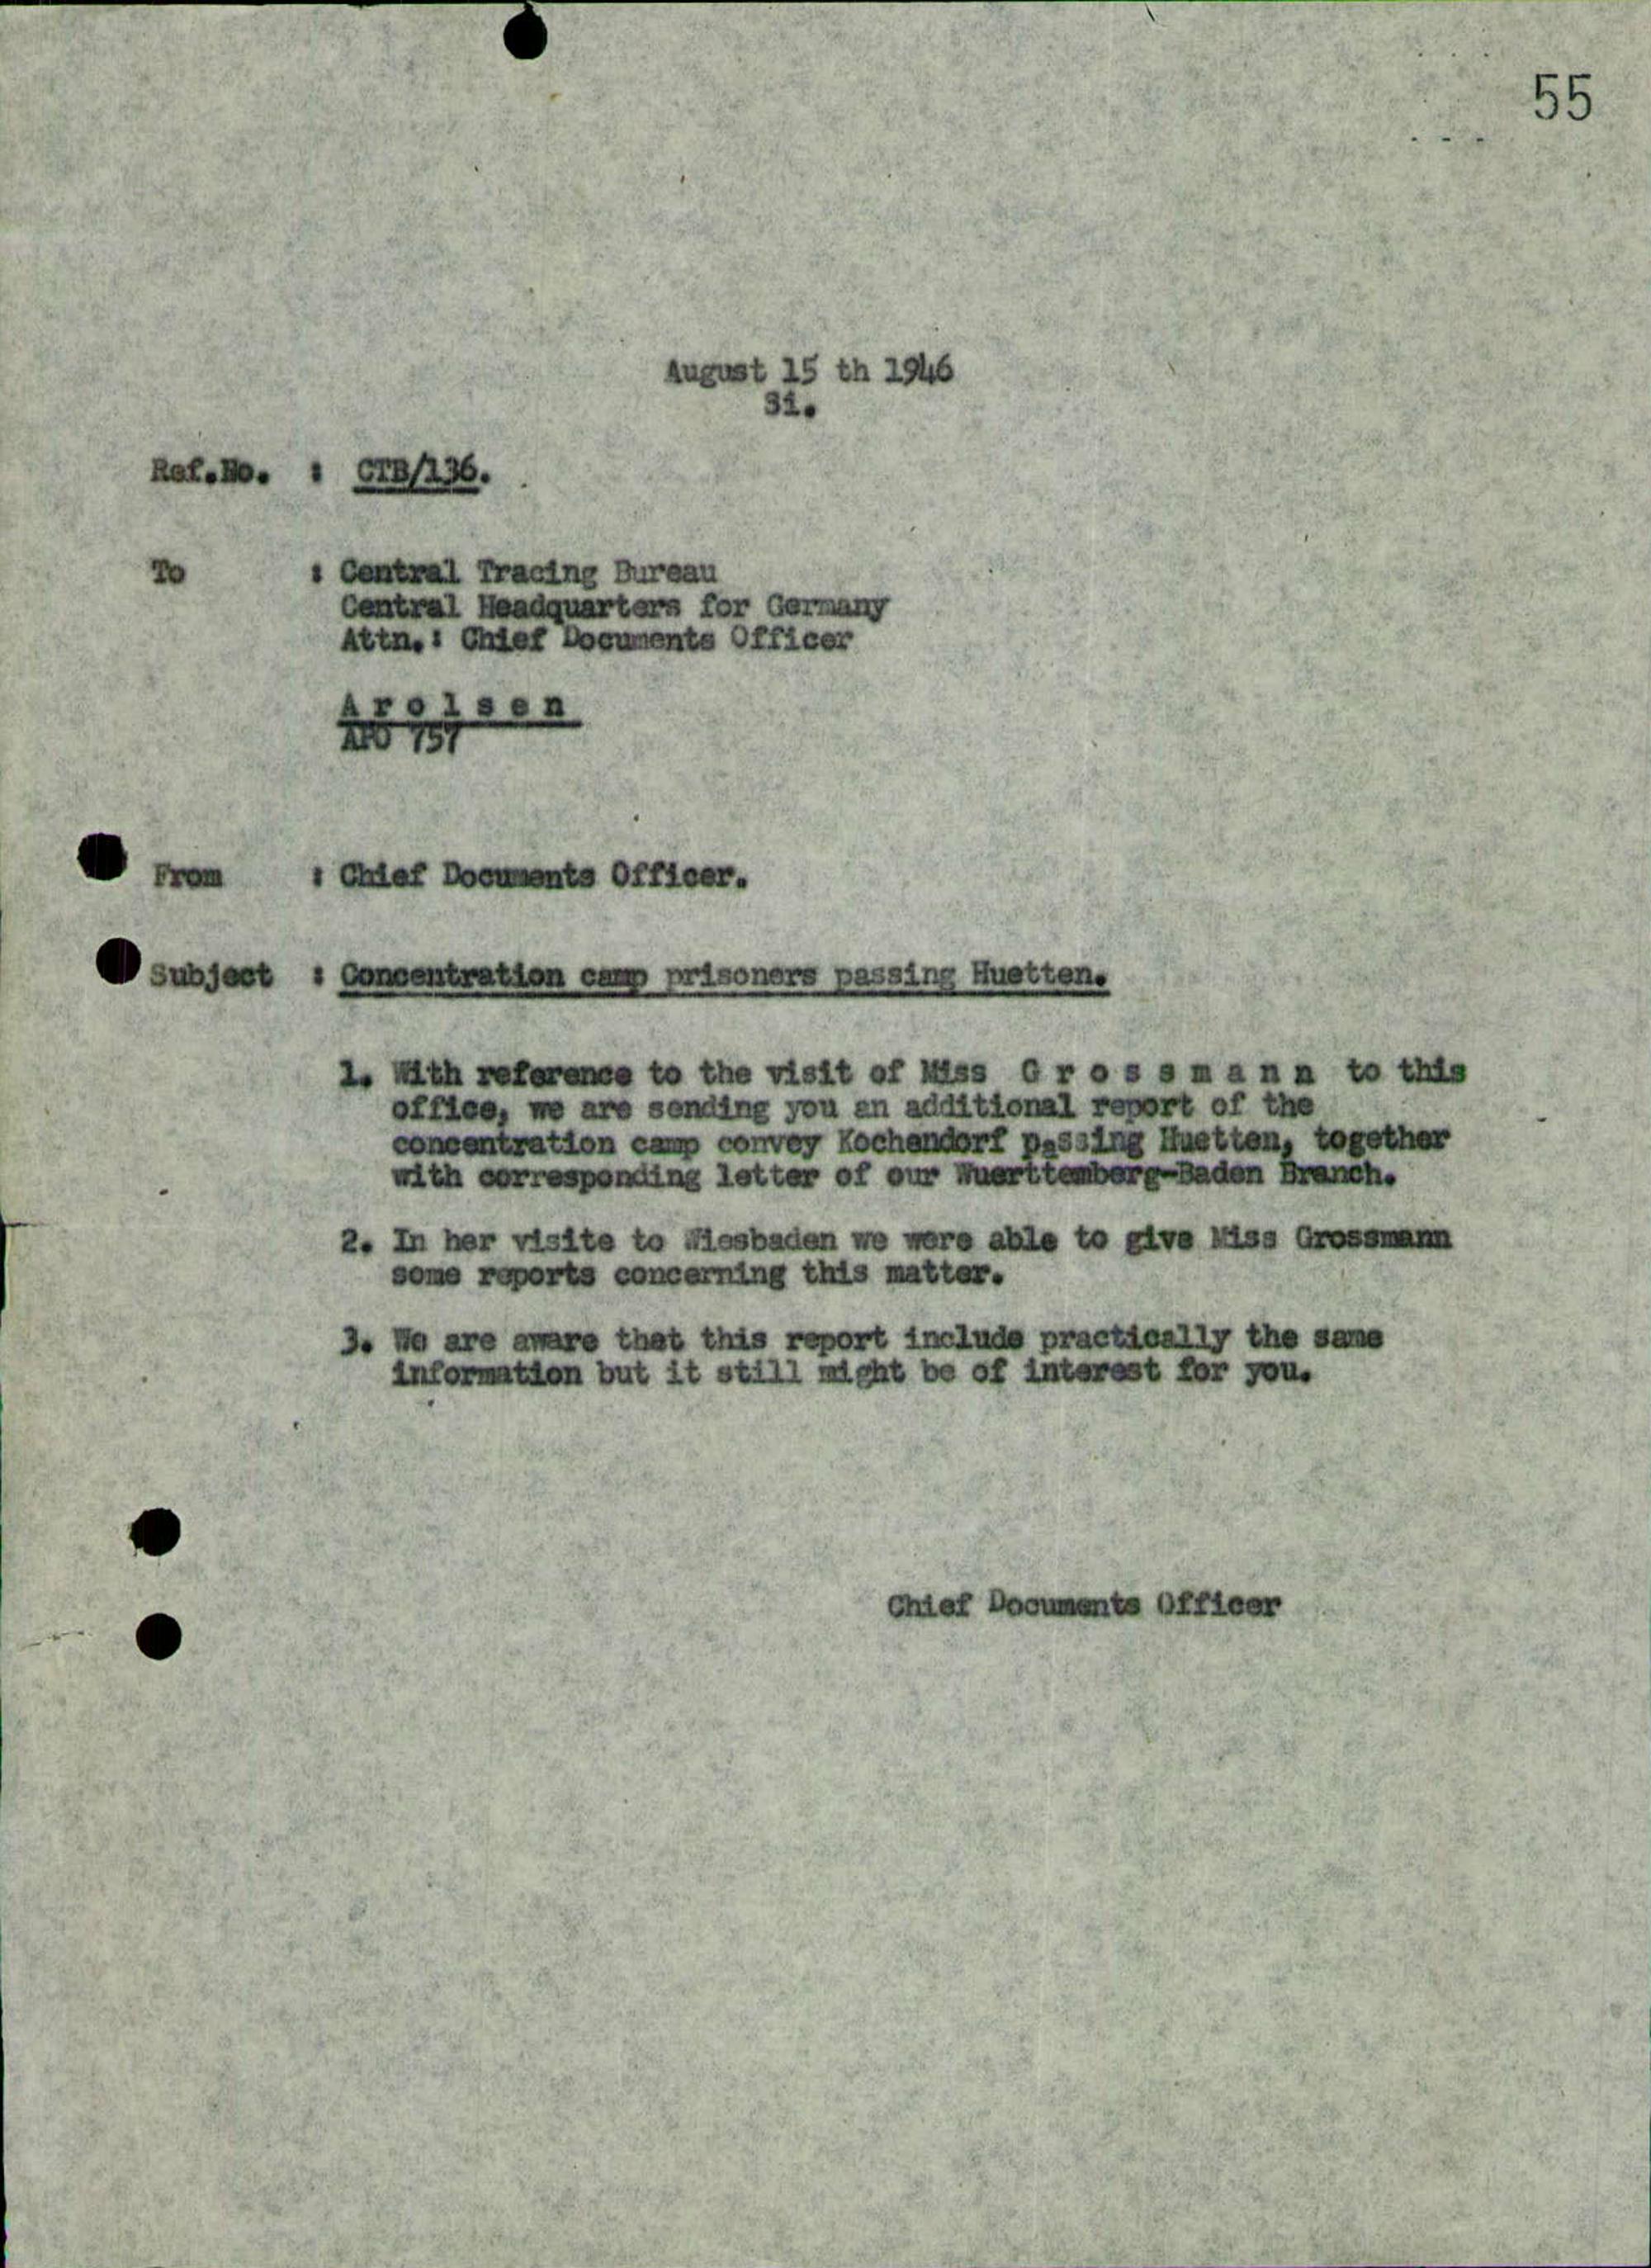 55
August 15 th 1946
Si.
Ref.No. : CTB/136.
To : Central Tracing Bureau
Central Headquarters for Germany
Attn.: Chief Documents Officer
A r o l s e n
APO 757
From : Chief Documents Officer.
Subject : Concentration camp prisoners passing Huetten.
1. With reference to the visit of Miss G r o s s m a n n to this
office, we are sending you an additional report of the
concentration camp convey Kochendorf passing Huetten, together
with corresponding letter of our Wuerttemberg-Baden Branch.
2. In her visite to Wiesbaden we were able to give Miss Grossmann
some reports concerning this matter.
3. We are aware that this report include practically the same
information but it still might be of interest for you.
Chief Documents Officer